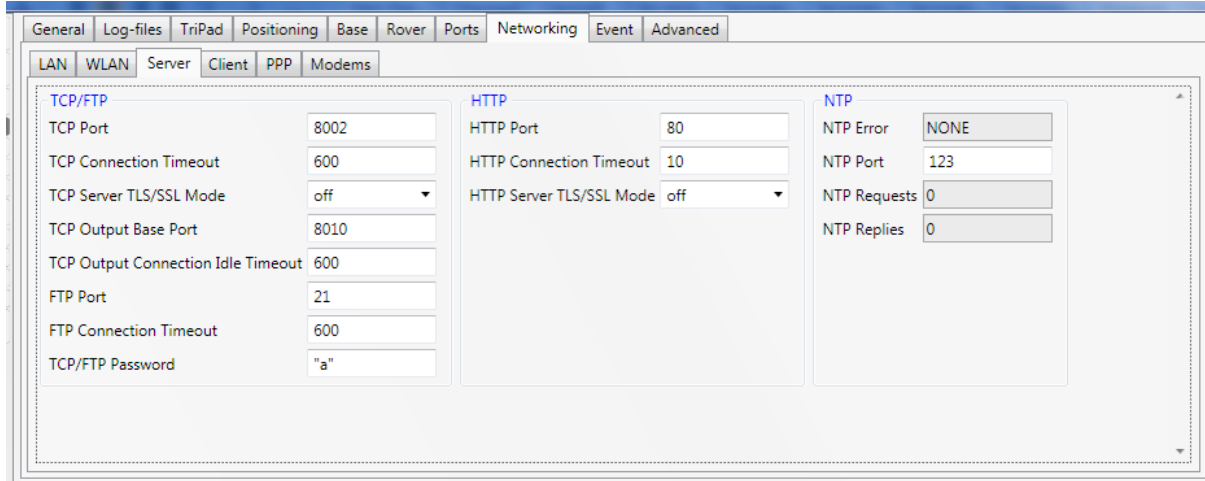 General Log-files TriPad Positioning Base Rover Ports Networking Event Advanced
LAN WLAN Server Client PPP Modems
TCP/FTP
TCP Port 8002
TCP Connection Timeout 600
TCP Server TLS/SSL Mode off
TCP Output Base Port 8010
TCP Output Connection Idle Timeout 600
FTP Port 21
FTP Connection Timeout 600
TCP/FTP Password "a"
HTTP
HTTP Port 80
HTTP Connection Timeout 10
HTTP Server TLS/SSL Mode off
NTP
NTP Error NONE
NTP Port 123
NTP Requests 0
NTP Replies 0